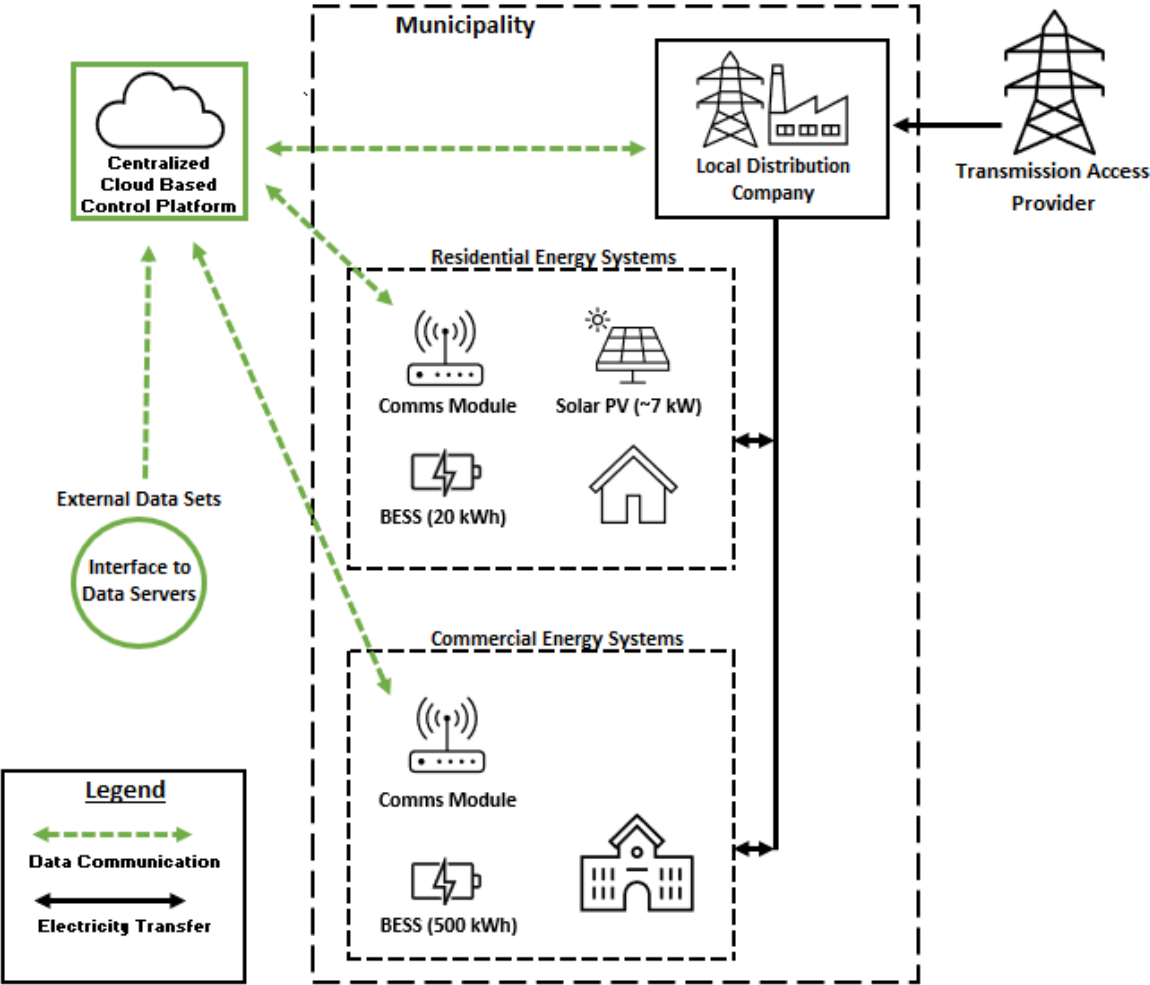 Municipality
Centralized
Cloud Based
Control Platform
Local Distribution
Company
Transmission Access
Provider
Residential Energy Systems
Comms Module
Solar PV (~7 kW)
BESS (20 kWh)
External Data Sets
Interface to
Data Servers
Commercial Energy Systems
Comms Module
BESS (500 kWh)
Legend
Data Communication
Electricity Transfer